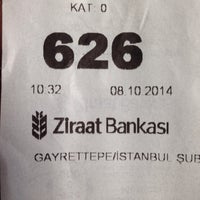 KAT: 0
626
10:32 08.10.2014
Ziraat Bankası
GAYRETTEPE/İSTANBUL ŞUB